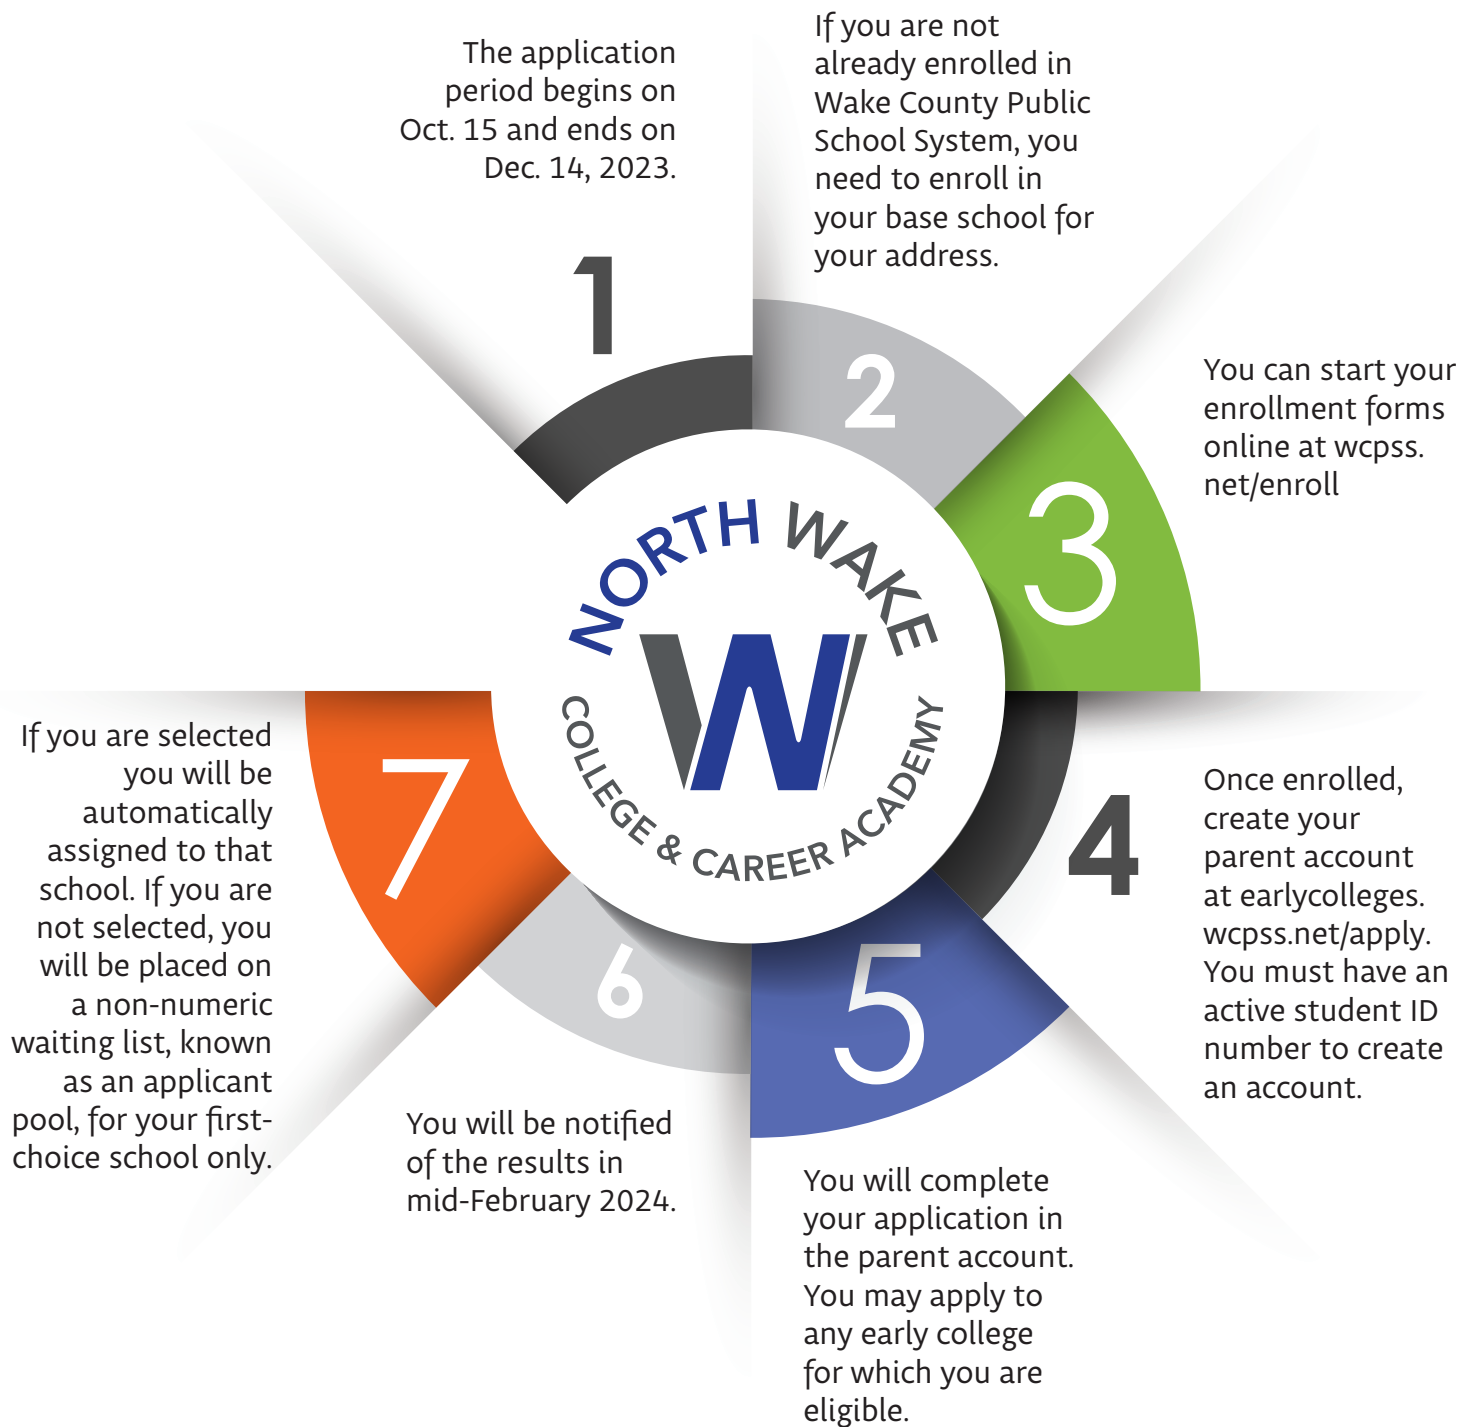 The application
period begins on
Oct. 15 and ends on
Dec. 14, 2023.
1
If you are not
already enrolled in
Wake County Public
School System, you
need to enroll in
your base school for
your address.
2
You can start your
enrollment forms
online at wcpss.
net/enroll
3
Once enrolled,
create your
parent account
at earlycolleges.
wcpss.net/apply.
You must have an
active student ID
number to create
an account.
4
You will complete
your application in
the parent account.
You may apply to
any early college
for which you are
eligible.
5
You will be notified
of the results in
mid-February 2024.
6
If you are selected
you will be
automatically
assigned to that
school. If you are
not selected, you
will be placed on
a non-numeric
waiting list, known
as an applicant
pool, for your first-
choice school only.
7
NORTH WAKE
W
COLLEGE & CAREER ACADEMY